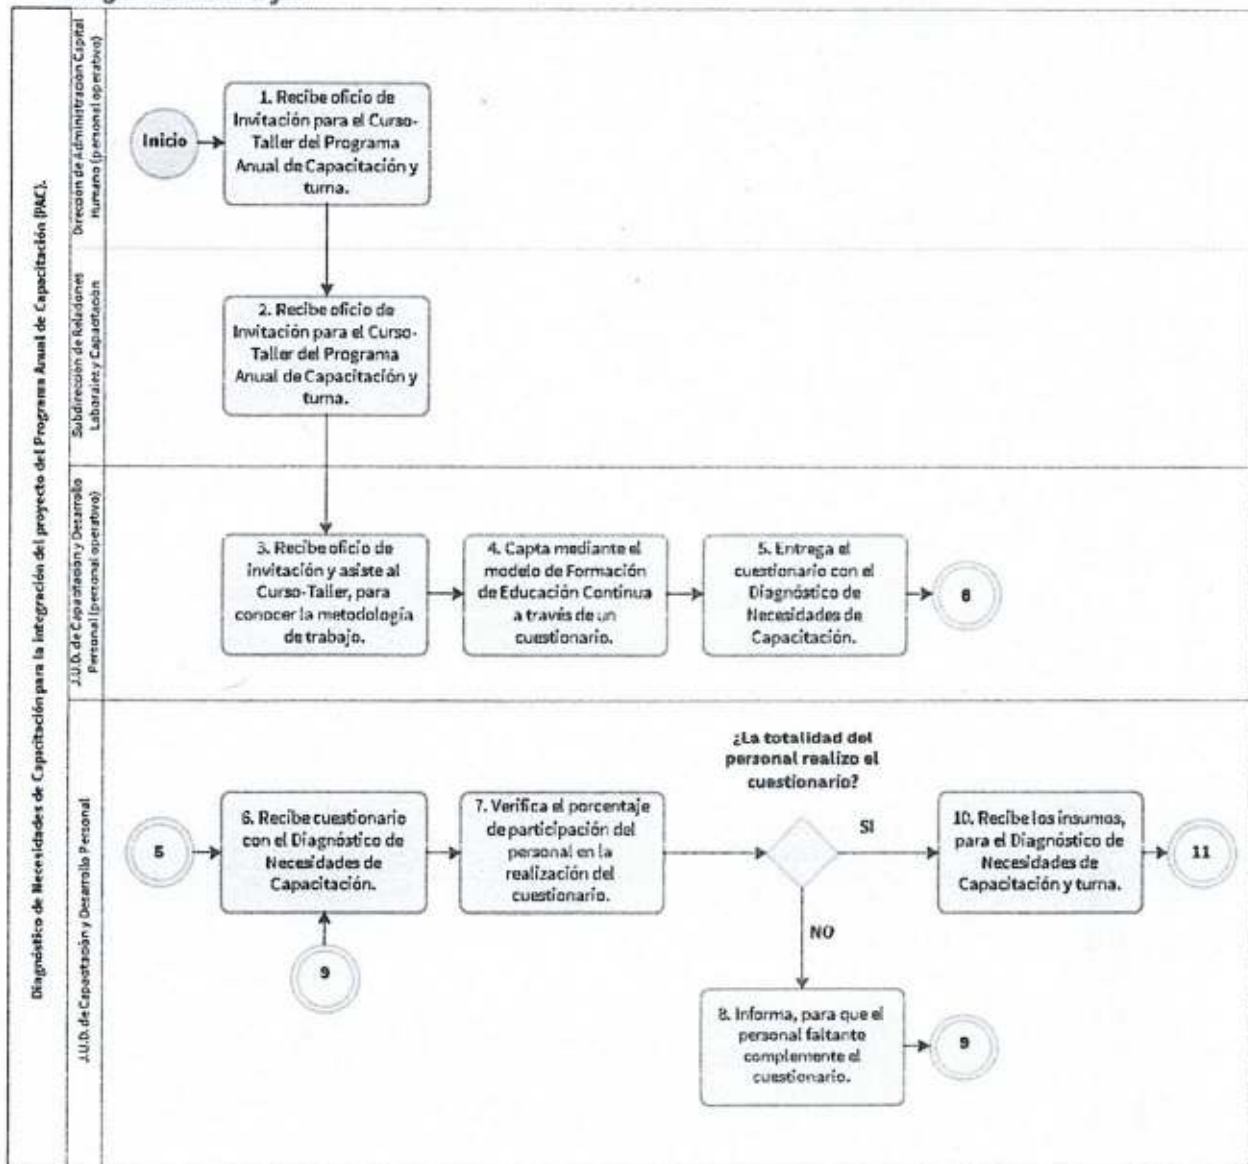 Diagnóstico de Necesidades de Capacitación para la integración del proyecto del Programa Anual de Capacitación (PAC).
Dirección de Administración Capital
Humano (personal operativo)
Inicio
1. Recibe oficio de
Invitación para el Curso-
Taller del Programa
Anual de Capacitación y
turna.
Subdirección de Relaciones
Laborales y Capacitación
2. Recibe oficio de
Invitación para el Curso-
Taller del Programa
Anual de Capacitación y
turna.
J.U.D. de Capacitación y Desarrollo
Personal (personal operativo)
3. Recibe oficio de
invitación y asiste al
Curso-Taller, para
conocer la metodología
de trabajo.
4. Capta mediante el
modelo de Formación
de Educación Continua
a través de un
cuestionario.
5. Entrega el
cuestionario con el
Diagnóstico de
Necesidades de
Capacitación.
6
J.U.D. de Capacitación y Desarrollo Personal
5
6. Recibe cuestionario
con el Diagnóstico de
Necesidades de
Capacitación.
9
7. Verifica el porcentaje
de participación del
personal en la
realización del
cuestionario.
¿La totalidad del
personal realizo el
cuestionario?
SI
NO
10. Recibe los insumos,
para el Diagnóstico de
Necesidades de
Capacitación y turna.
11
8. Informa, para que el
personal faltante
complemente el
cuestionario.
9